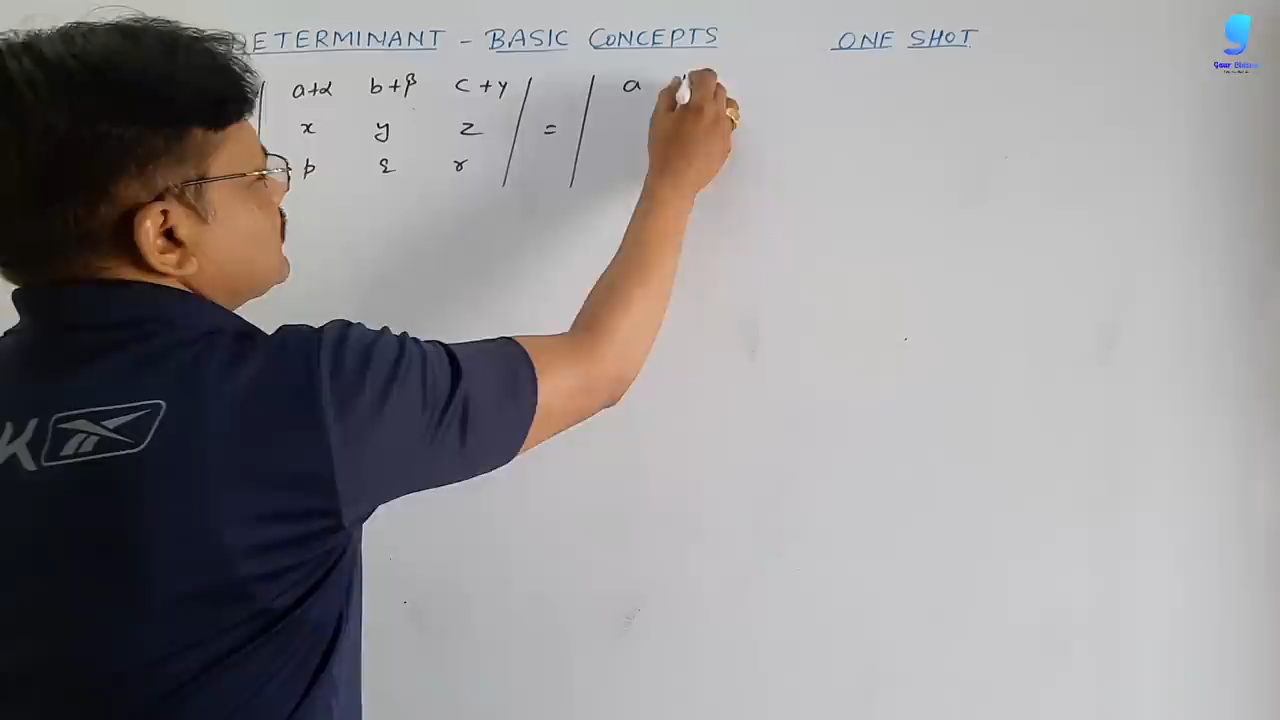 ETERMINANT - BASIC CONCEPTS ONE SHOT
| a+α b+β c+γ | = | a
x y z
p q r
K